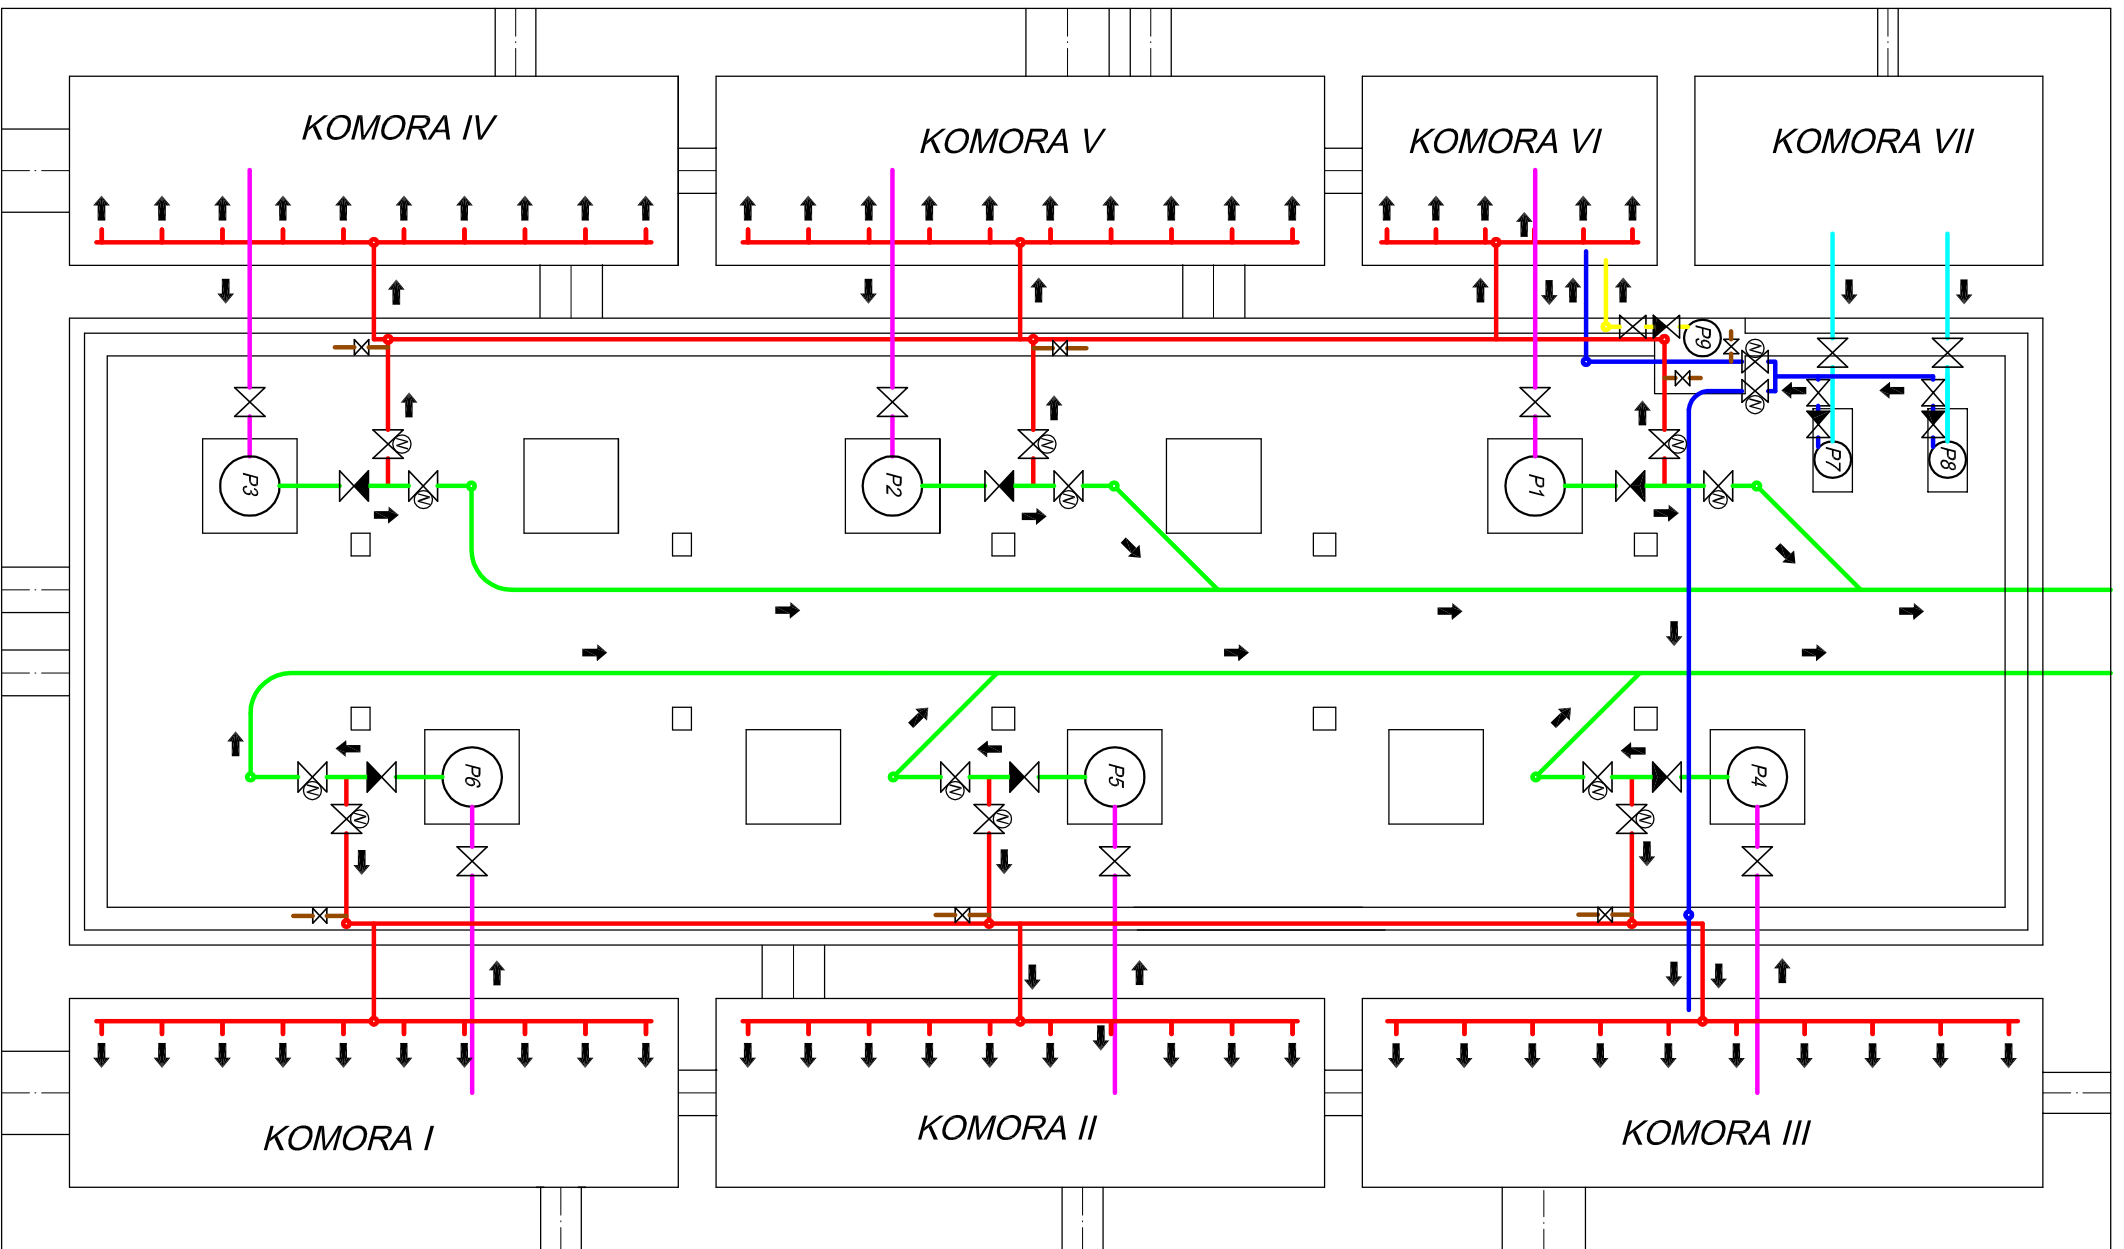 KOMORA IV
KOMORA V
KOMORA VI
KOMORA VII
P9
N
N
N
N
N
P3
N
P2
N
P1
N
P7
P8
P6
N
N
P5
N
N
P4
N
N
KOMORA I
KOMORA II
KOMORA III